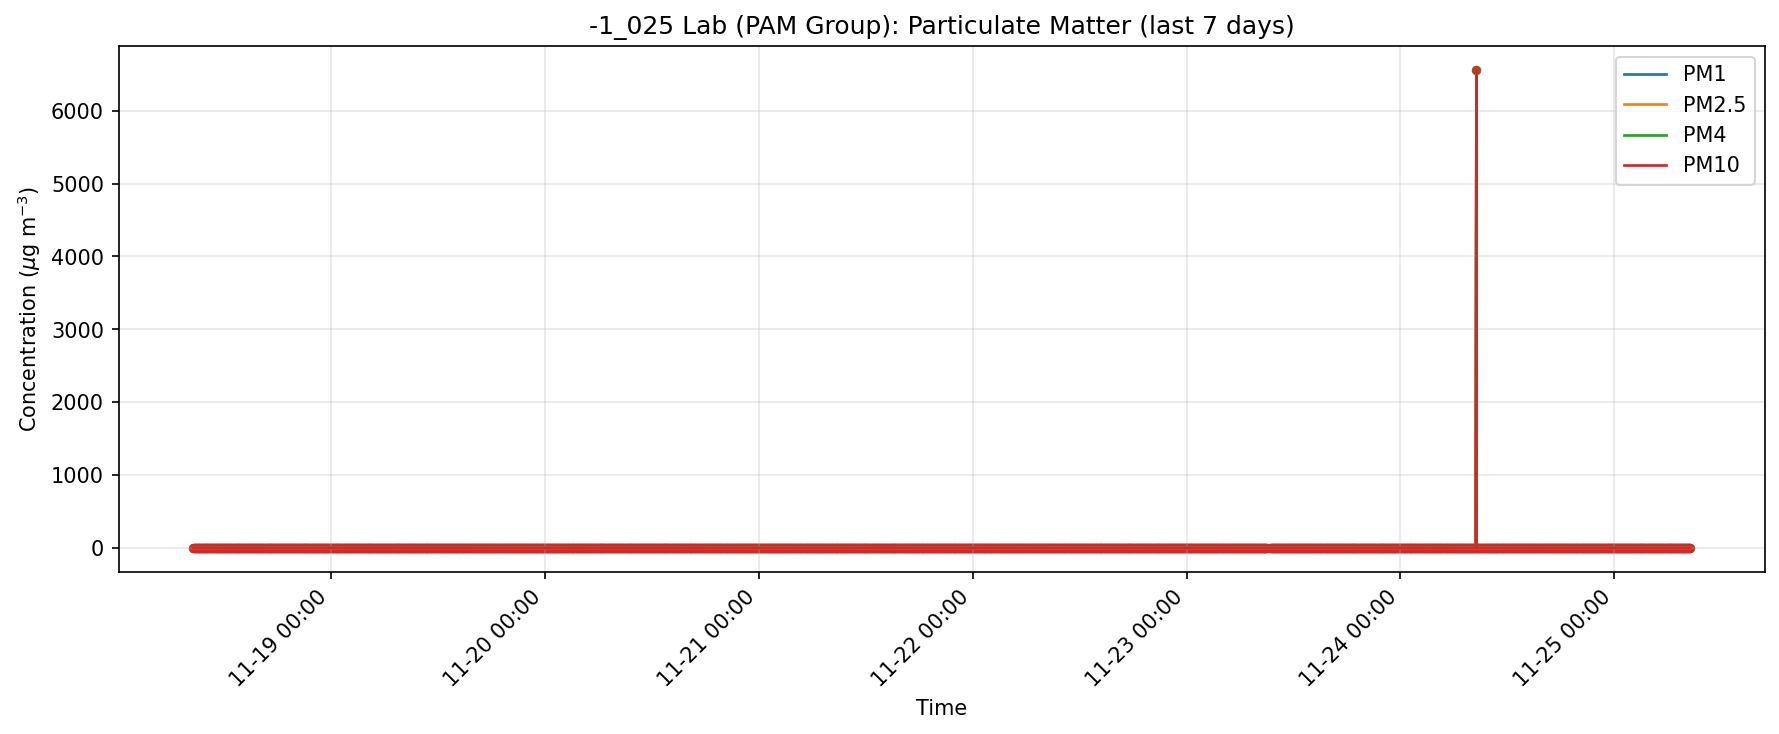 -1_025 Lab (PAM Group): Particulate Matter (last 7 days)
Concentration (μg m⁻³)
6000
5000
4000
3000
2000
1000
0
PM1
PM2.5
PM4
PM10
11-19 00:00
11-20 00:00
11-21 00:00
11-22 00:00
11-23 00:00
11-24 00:00
11-25 00:00
Time